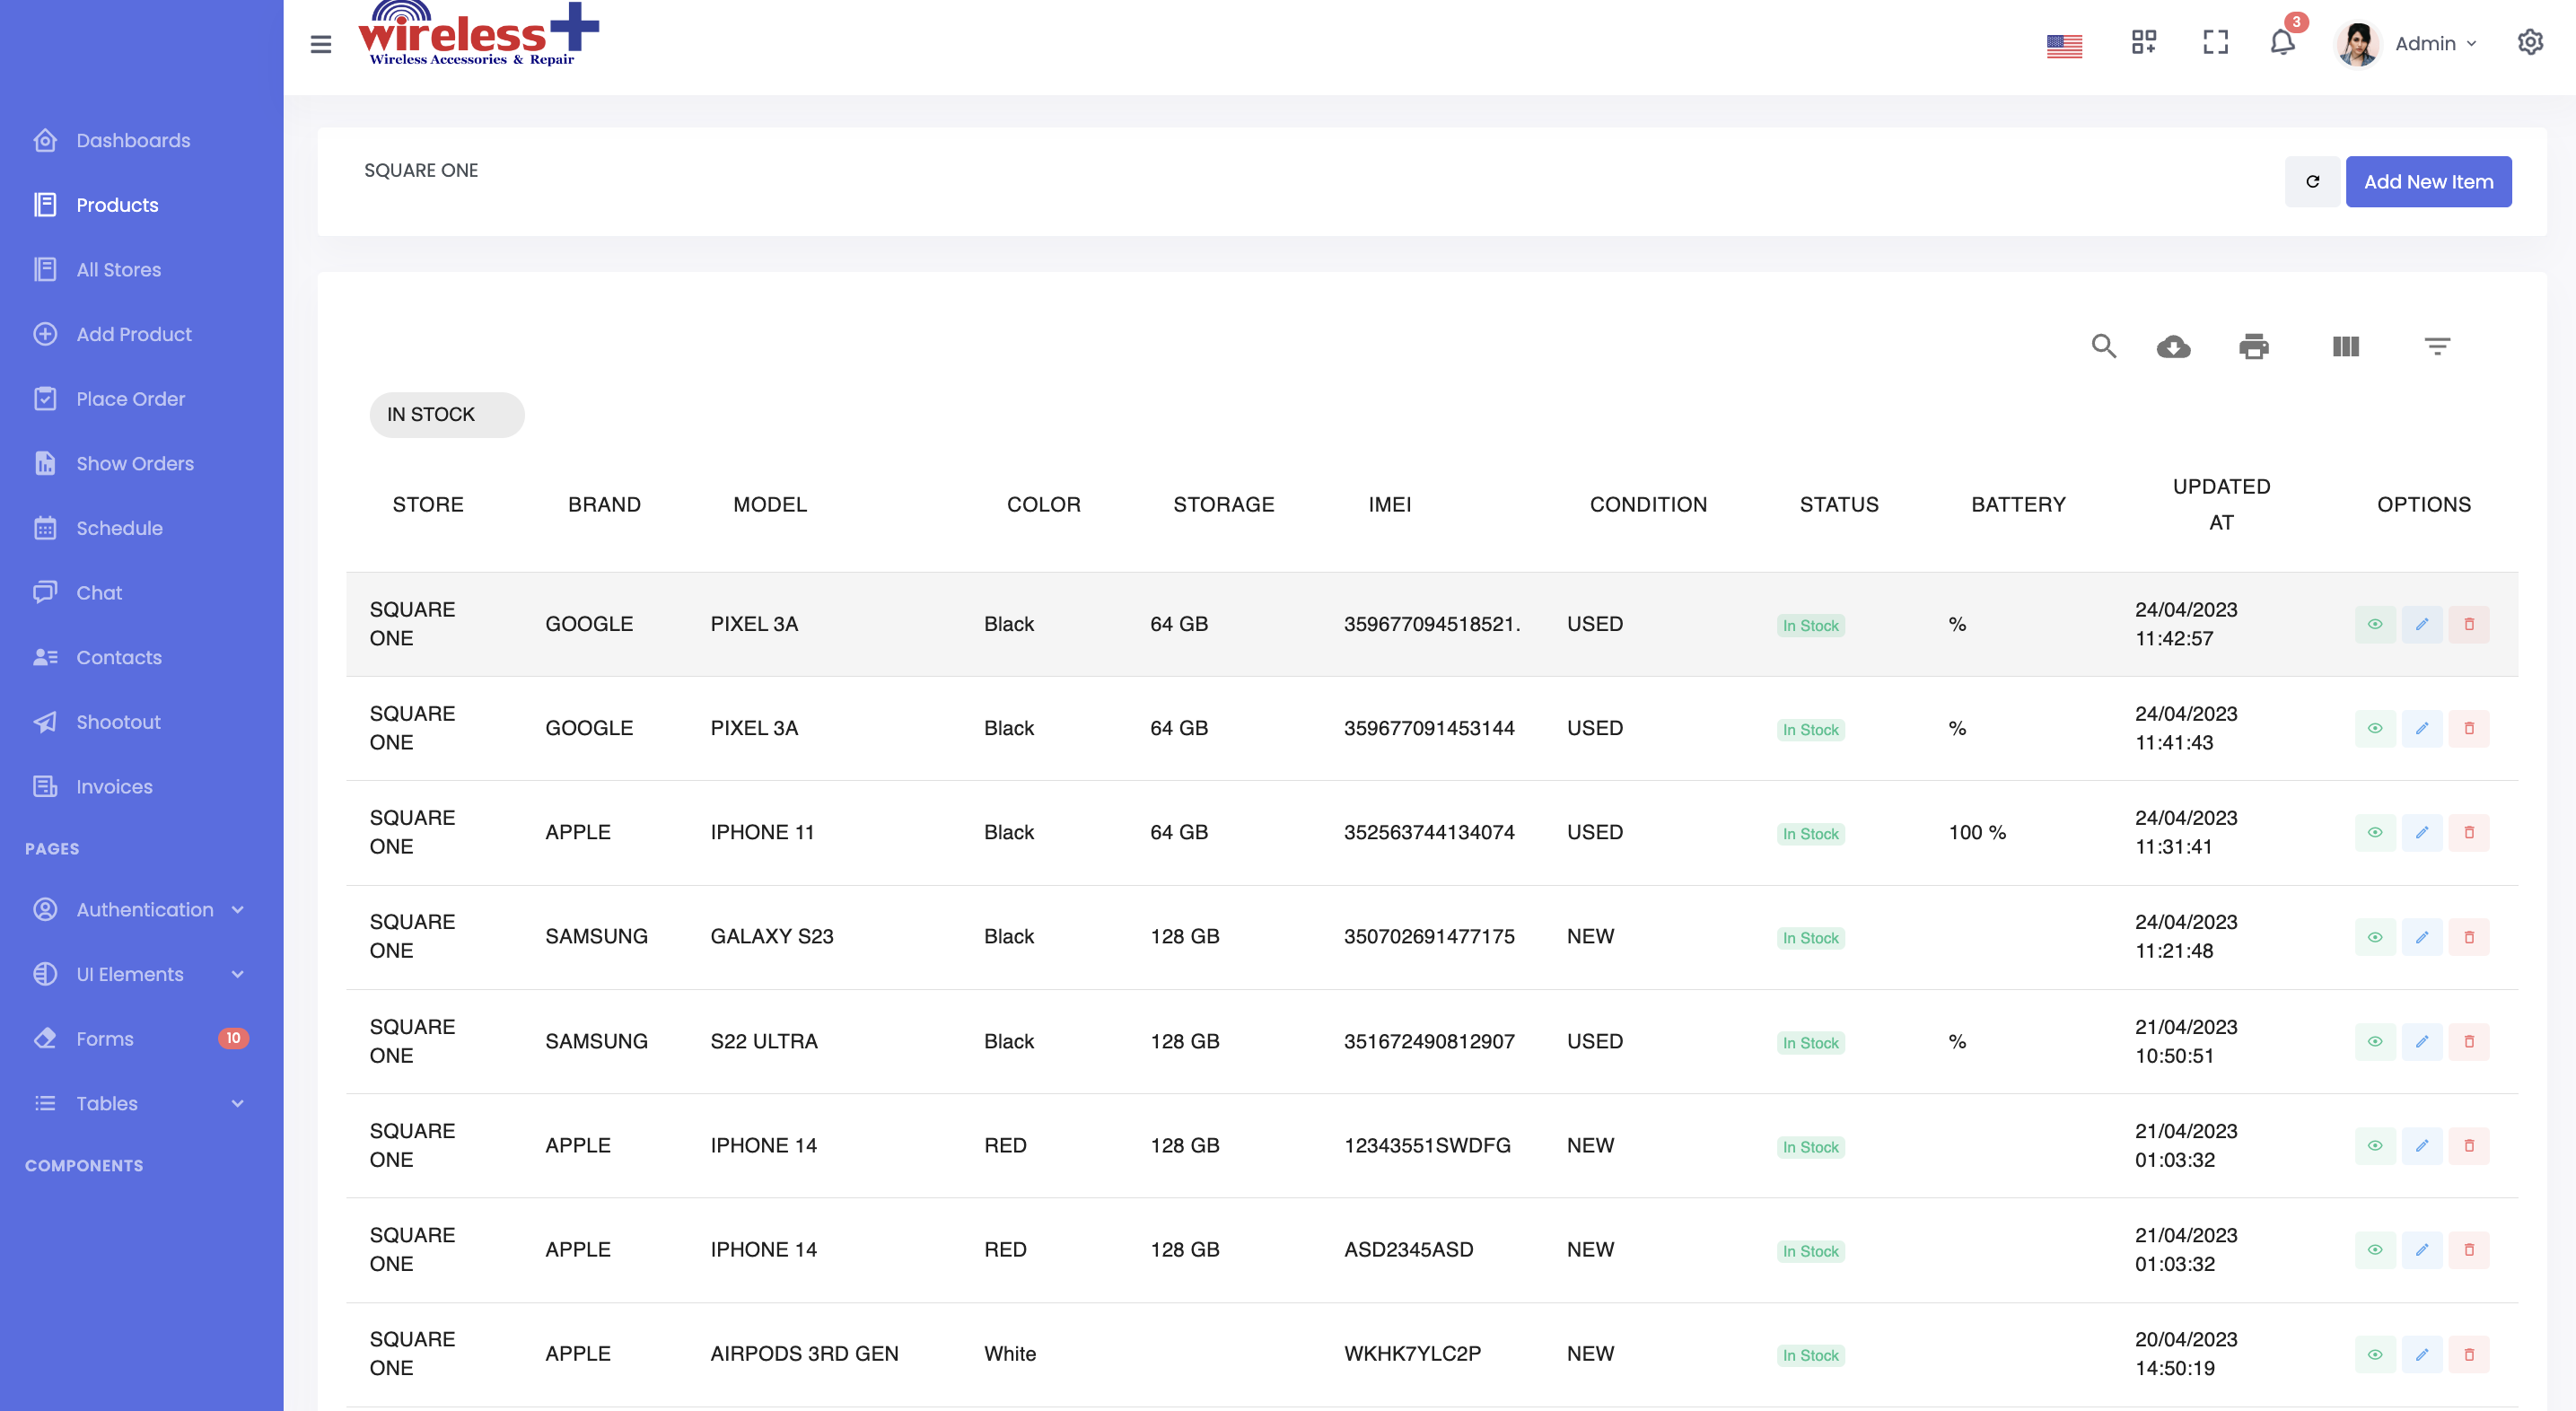 wireless+
Wireless Accessories & Repair
3
Admin
Dashboards
Products
All Stores
Add Product
Place Order
Show Orders
Schedule
Chat
Contacts
Shootout
Invoices
PAGES
Authentication
UI Elements
Forms 10
Tables
COMPONENTS
SQUARE ONE
Add New Item
IN STOCK
STORE BRAND MODEL COLOR STORAGE IMEI CONDITION STATUS BATTERY UPDATED AT OPTIONS
SQUARE ONE GOOGLE PIXEL 3A Black 64 GB 359677094518521. USED In Stock % 24/04/2023 11:42:57
SQUARE ONE GOOGLE PIXEL 3A Black 64 GB 359677091453144 USED In Stock % 24/04/2023 11:41:43
SQUARE ONE APPLE IPHONE 11 Black 64 GB 352563744134074 USED In Stock 100 % 24/04/2023 11:31:41
SQUARE ONE SAMSUNG GALAXY S23 Black 128 GB 350702691477175 NEW In Stock 24/04/2023 11:21:48
SQUARE ONE SAMSUNG S22 ULTRA Black 128 GB 351672490812907 USED In Stock % 21/04/2023 10:50:51
SQUARE ONE APPLE IPHONE 14 RED 128 GB 12343551SWDFG NEW In Stock 21/04/2023 01:03:32
SQUARE ONE APPLE IPHONE 14 RED 128 GB ASD2345ASD NEW In Stock 21/04/2023 01:03:32
SQUARE ONE APPLE AIRPODS 3RD GEN White WKHK7YLC2P NEW In Stock 20/04/2023 14:50:19